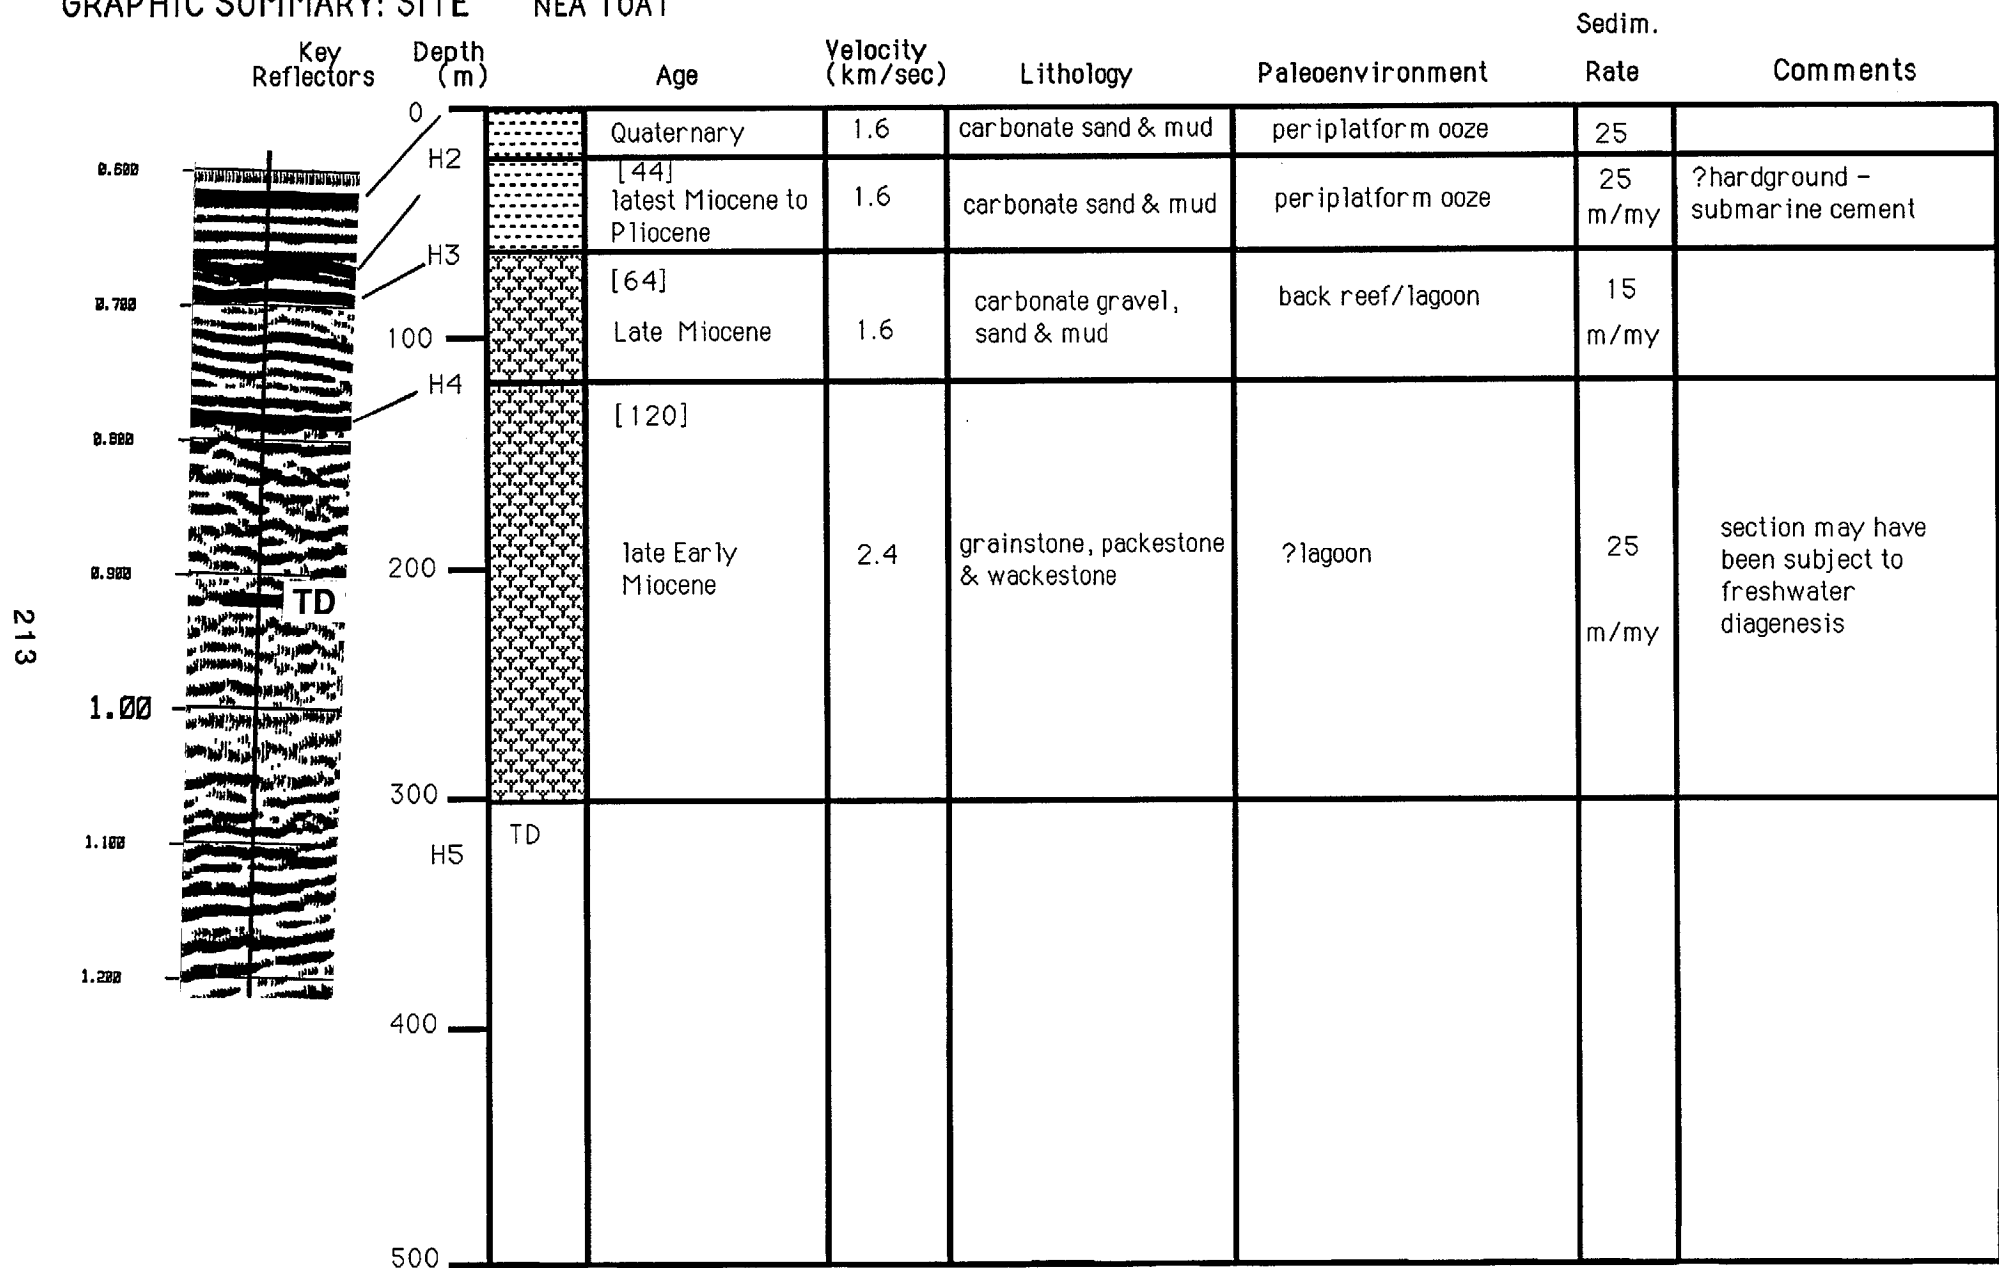 GRAPHIC SUMMARY: SITE NEA 10A1
Sedim.
Key
Reflectors
Depth
(m)
Age
Velocity
(km/sec)
Lithology
Paleoenvironment
Rate
Comments
0
Quaternary
1.6
carbonate sand & mud
periplatform ooze
25
H2
0.600
[44]
latest Miocene to
Pliocene
1.6
carbonate sand & mud
periplatform ooze
25
m/my
?hardground -
submarine cement
H3
0.700
[64]
Late Miocene
1.6
carbonate gravel,
sand & mud
back reef/lagoon
15
m/my
100
H4
0.800
[120]
late Early
Miocene
2.4
grainstone, packestone
& wackestone
?lagoon
25
m/my
section may have
been subject to
freshwater
diagenesis
200
0.900
TD
213
1.00
300
TD
H5
1.100
1.200
400
500